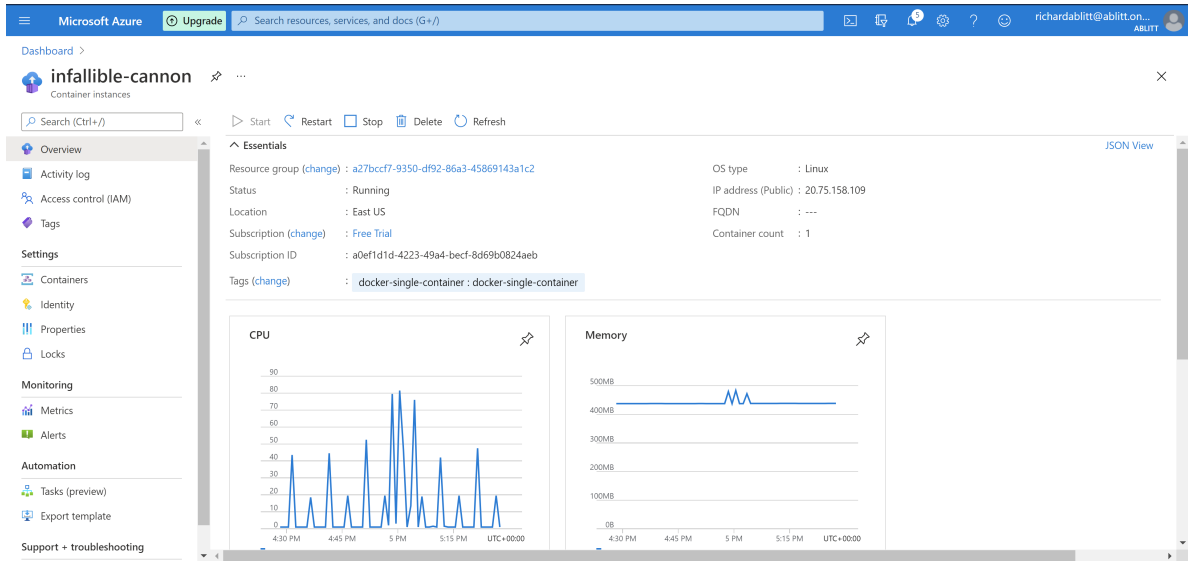 Microsoft Azure
Upgrade
Search resources, services, and docs (G+/)
5
richardablitt@ablitt.on...
ABLITT
Dashboard >
infallible-cannon
...
Container instances
Search (Ctrl+/)
«
Start
Restart
Stop
Delete
Refresh
Overview
Activity log
Access control (IAM)
Tags
Settings
Containers
Identity
Properties
Locks
Monitoring
Metrics
Alerts
Automation
Tasks (preview)
Export template
Support + troubleshooting
Essentials
JSON View
Resource group (change) : a27bccf7-9350-df92-86a3-45869143a1c2
Status : Running
Location : East US
Subscription (change) : Free Trial
Subscription ID : a0ef1d1d-4223-49a4-becf-8d69b0824aeb
Tags (change) : docker-single-container : docker-single-container
OS type : Linux
IP address (Public) : 20.75.158.109
FQDN : ---
Container count : 1
CPU
90
80
70
60
50
40
30
20
10
0
4:30 PM 4:45 PM 5 PM 5:15 PM UTC+00:00
Memory
500MB
400MB
300MB
200MB
100MB
0B
4:30 PM 4:45 PM 5 PM 5:15 PM UTC+00:00